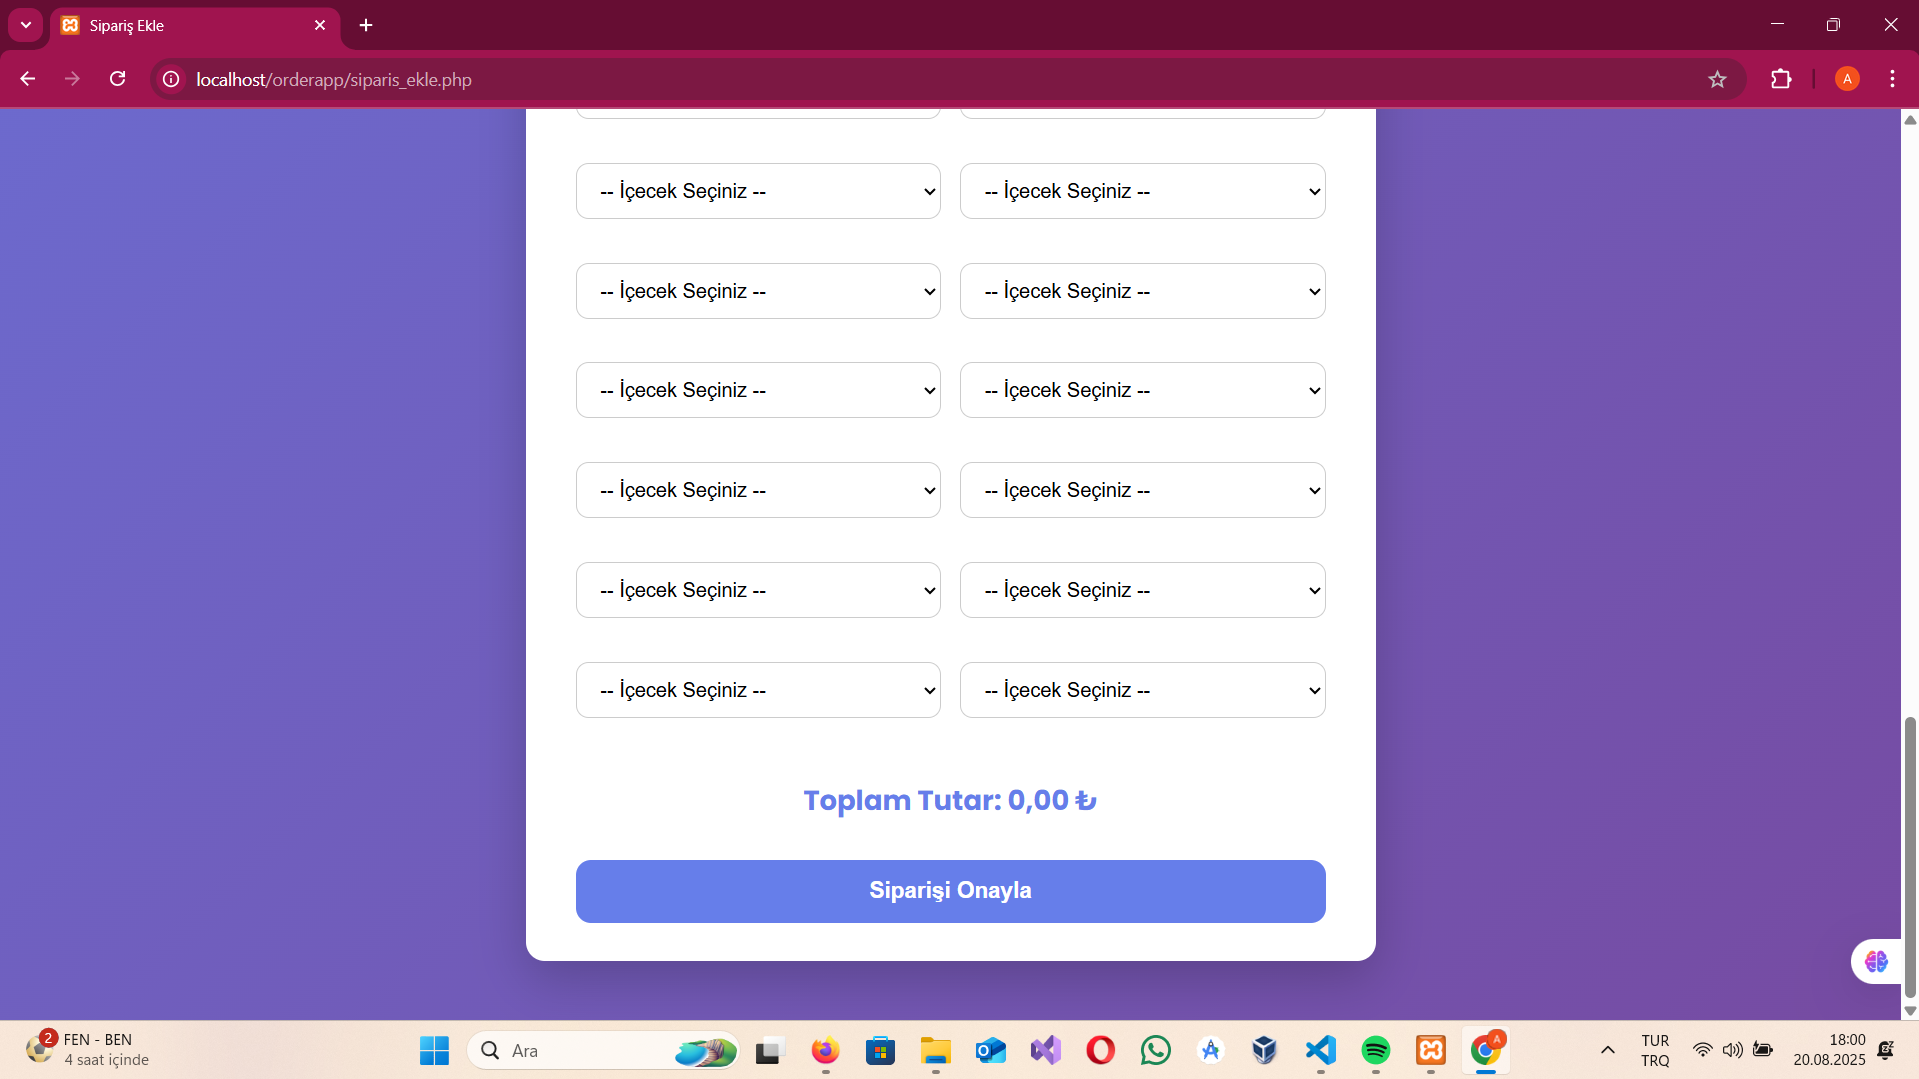 Sipariş Ekle
localhost/orderapp/siparis_ekle.php
A
-- İçecek Seçiniz --
-- İçecek Seçiniz --
-- İçecek Seçiniz --
-- İçecek Seçiniz --
-- İçecek Seçiniz --
-- İçecek Seçiniz --
-- İçecek Seçiniz --
-- İçecek Seçiniz --
-- İçecek Seçiniz --
-- İçecek Seçiniz --
-- İçecek Seçiniz --
-- İçecek Seçiniz --
Toplam Tutar: 0,00 ₺
Siparişi Onayla
2
FEN - BEN
4 saat içinde
Ara
A
TUR
TRQ
18:00
20.08.2025